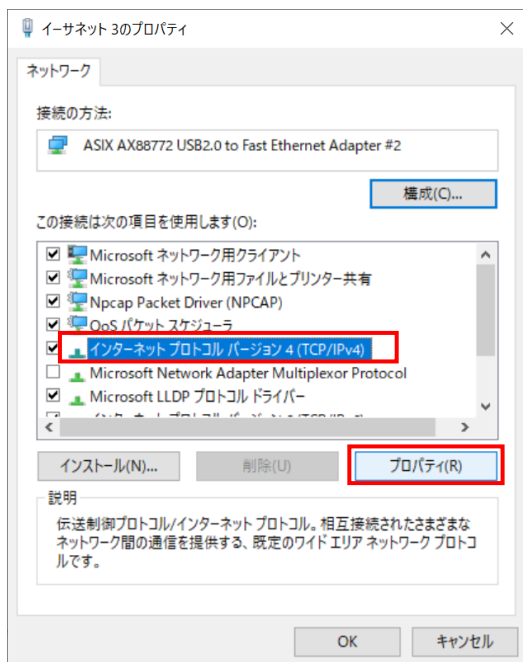 イーサネット 3のプロパティ
ネットワーク
接続の方法:
ASIX AX88772 USB2.0 to Fast Ethernet Adapter #2
構成(C)...
この接続は次の項目を使用します(O):
Microsoft ネットワーク用クライアント
Microsoft ネットワーク用ファイルとプリンター共有
Npcap Packet Driver (NPCAP)
QoS パケット スケジューラ
インターネット プロトコル バージョン 4 (TCP/IPv4)
Microsoft Network Adapter Multiplexor Protocol
Microsoft LLDP プロトコル ドライバー
インストール(N)...
削除(U)
プロパティ(R)
説明
伝送制御プロトコル/インターネット プロトコル。相互接続されたさまざまな
ネットワーク間の通信を提供する、既定のワイド エリア ネットワーク プロトコ
ルです。
OK
キャンセル